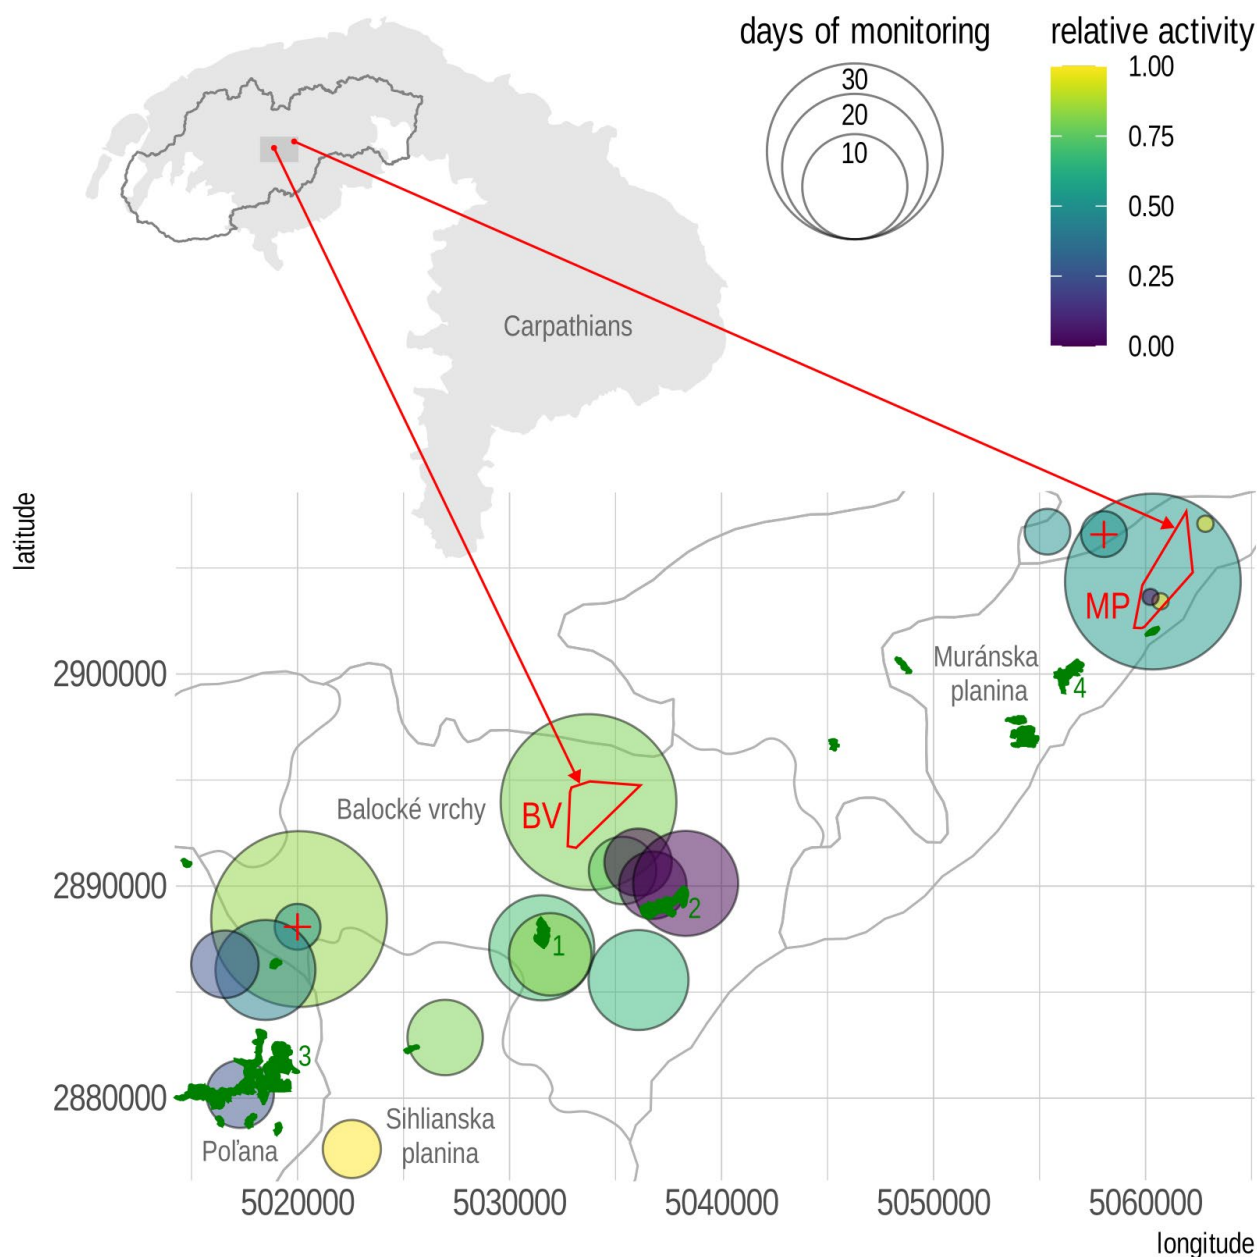 days of monitoring
30
20
10
relative activity
1.00
0.75
0.50
0.25
0.00
Carpathians
latitude
2900000
2890000
2880000
MP
Muránska
planina
4
BV
Balocké vrchy
2
1
3
Poľana
Sihlianska
planina
5020000
5030000
5040000
5050000
5060000
longitude